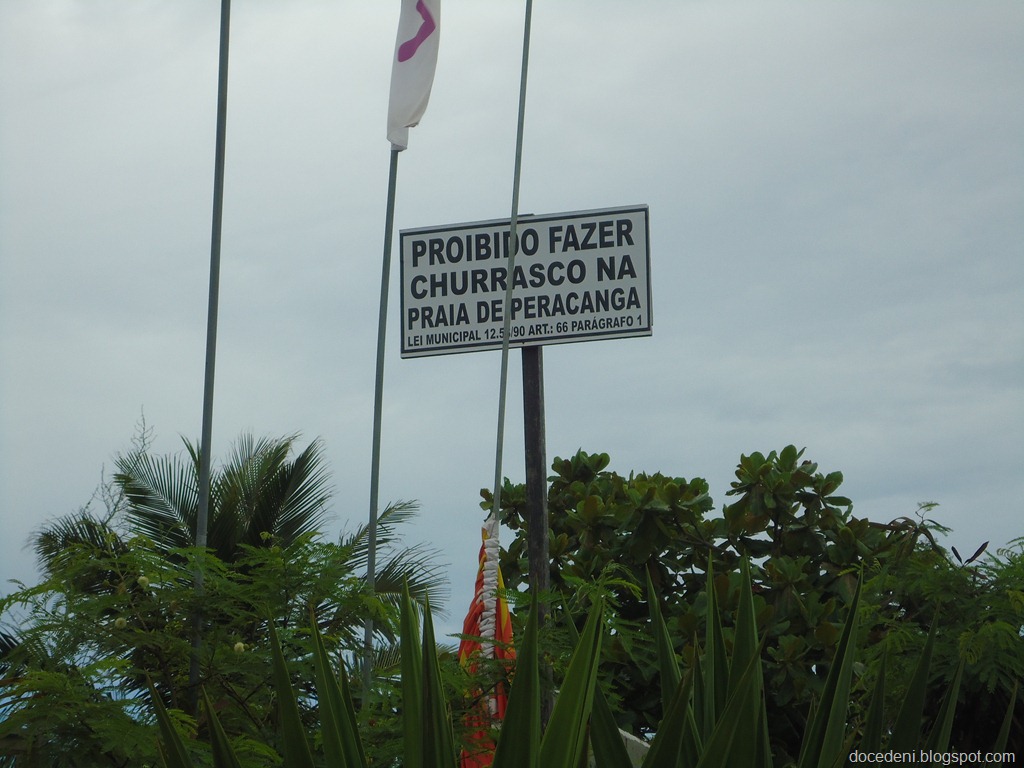 PROIBIDO FAZER
CHURRASCO NA
PRAIA DE PERACANGA
LEI MUNICIPAL ART.: 66 PARÁGRAFO 1
docedeni.blogspot.com